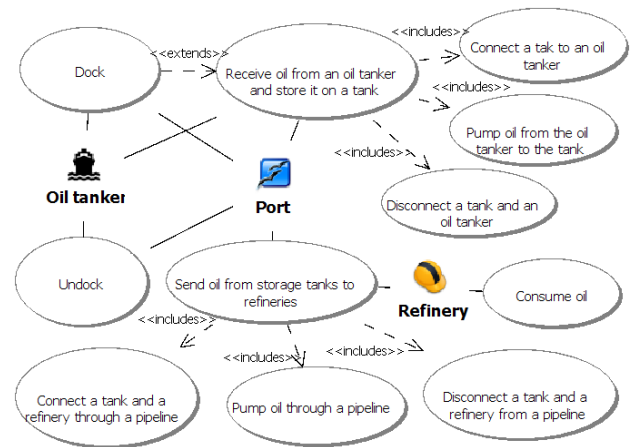 Dock
<<extends>>
Receive oil from an oil tanker
and store it on a tank
<<includes>>
Connect a tak to an oil
tanker
<<includes>>
Pump oil from the oil
tanker to the tank
<<includes>>
Disconnect a tank and an
oil tanker
Oil tanker
Port
Undock
Send oil from storage tanks to
refineries
Refinery
Consume oil
<<includes>>
<<includes>>
<<includes>>
Connect a tank and a
refinery through a pipeline
Pump oil through a pipeline
Disconnect a tank and a
refinery from a pipeline